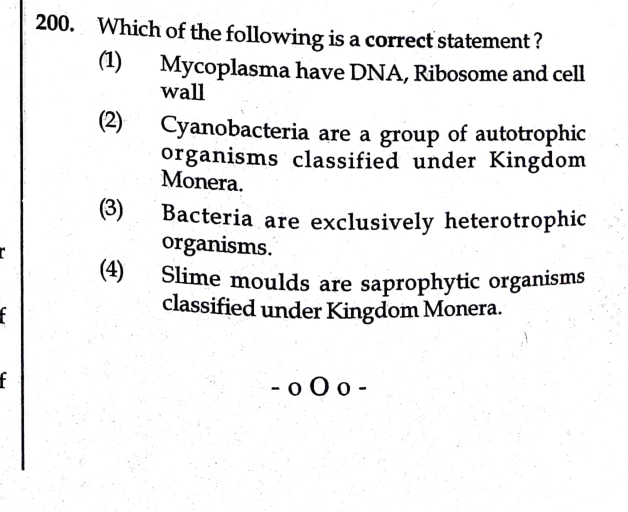 200. Which of the following is a correct statement ?
(1) Mycoplasma have DNA, Ribosome and cell
wall
(2) Cyanobacteria are a group of autotrophic
organisms classified under Kingdom
Monera.
(3) Bacteria are exclusively heterotrophic
organisms.
(4) Slime moulds are saprophytic organisms
classified under Kingdom Monera.
- o O o -
r
f
f